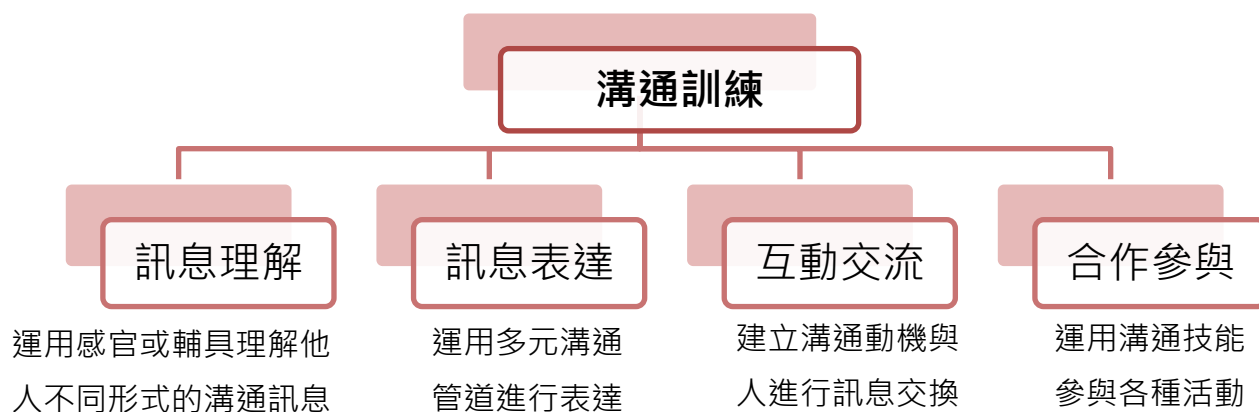 溝通訓練
訊息理解
運用感官或輔具理解他
人不同形式的溝通訊息
訊息表達
運用多元溝通
管道進行表達
互動交流
建立溝通動機與
人進行訊息交換
合作參與
運用溝通技能
參與各種活動